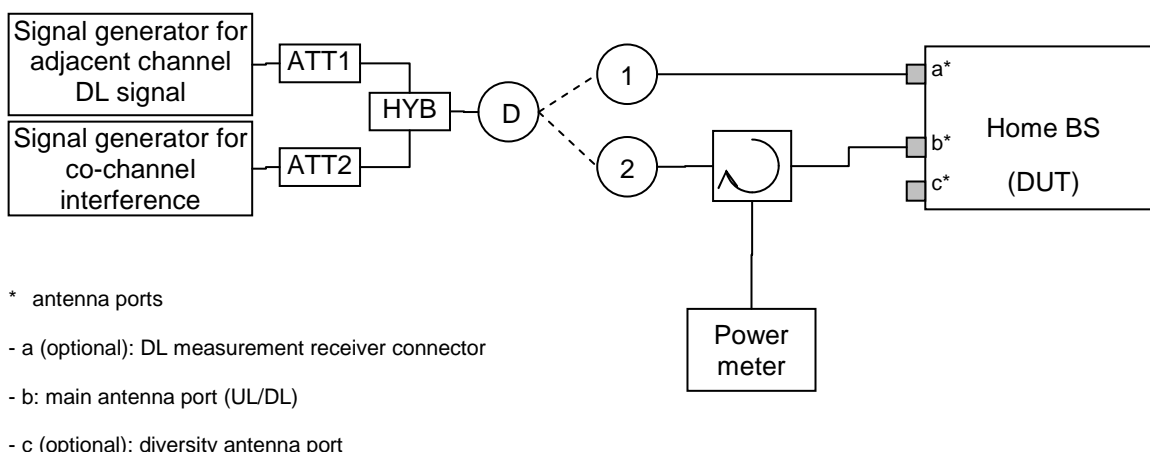 Signal generator for
adjacent channel
DL signal
ATT1
HYB
D
1
2
Signal generator for
co-channel
interference
ATT2
a*
b*
c*
Home BS
(DUT)
Power
meter
* antenna ports
- a (optional): DL measurement receiver connector
- b: main antenna port (UL/DL)
- c (optional): diversity antenna port